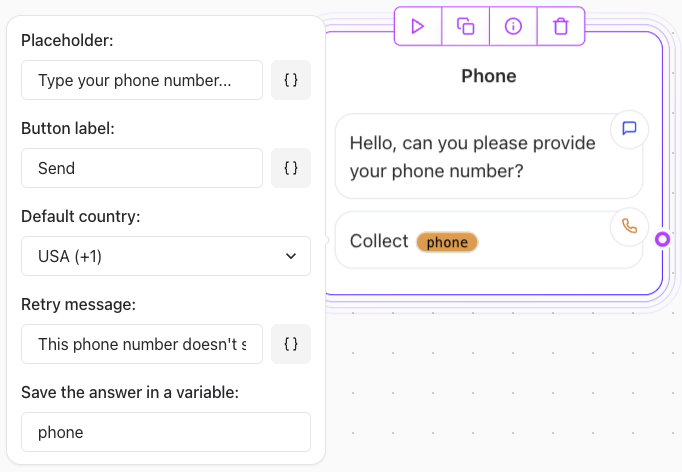 Placeholder:
Type your phone number...
{ }
Button label:
Send
{ }
Default country:
USA (+1)
Retry message:
This phone number doesn't s
{ }
Save the answer in a variable:
phone
Phone
Hello, can you please provide
your phone number?
Collect phone